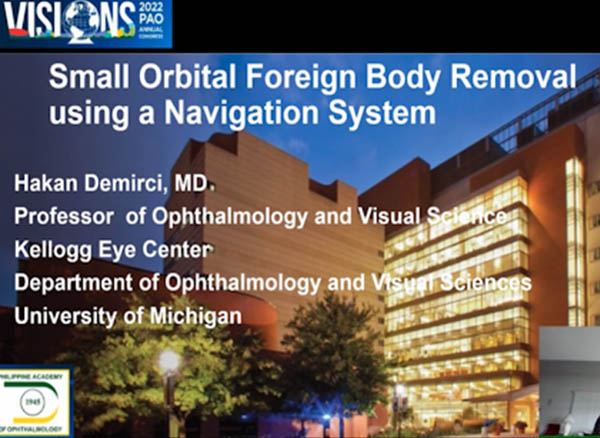 VISIONS
2022
PAO
ANNUAL
CONGRESS
Small Orbital Foreign Body Removal
using a Navigation System
Hakan Demirci, MD
Professor of Ophthalmology and Visual Science
Kellogg Eye Center
Department of Ophthalmology and Visual Sciences
University of Michigan
PHILIPPINE ACADEMY
1945
OF OPHTHALMOLOGY